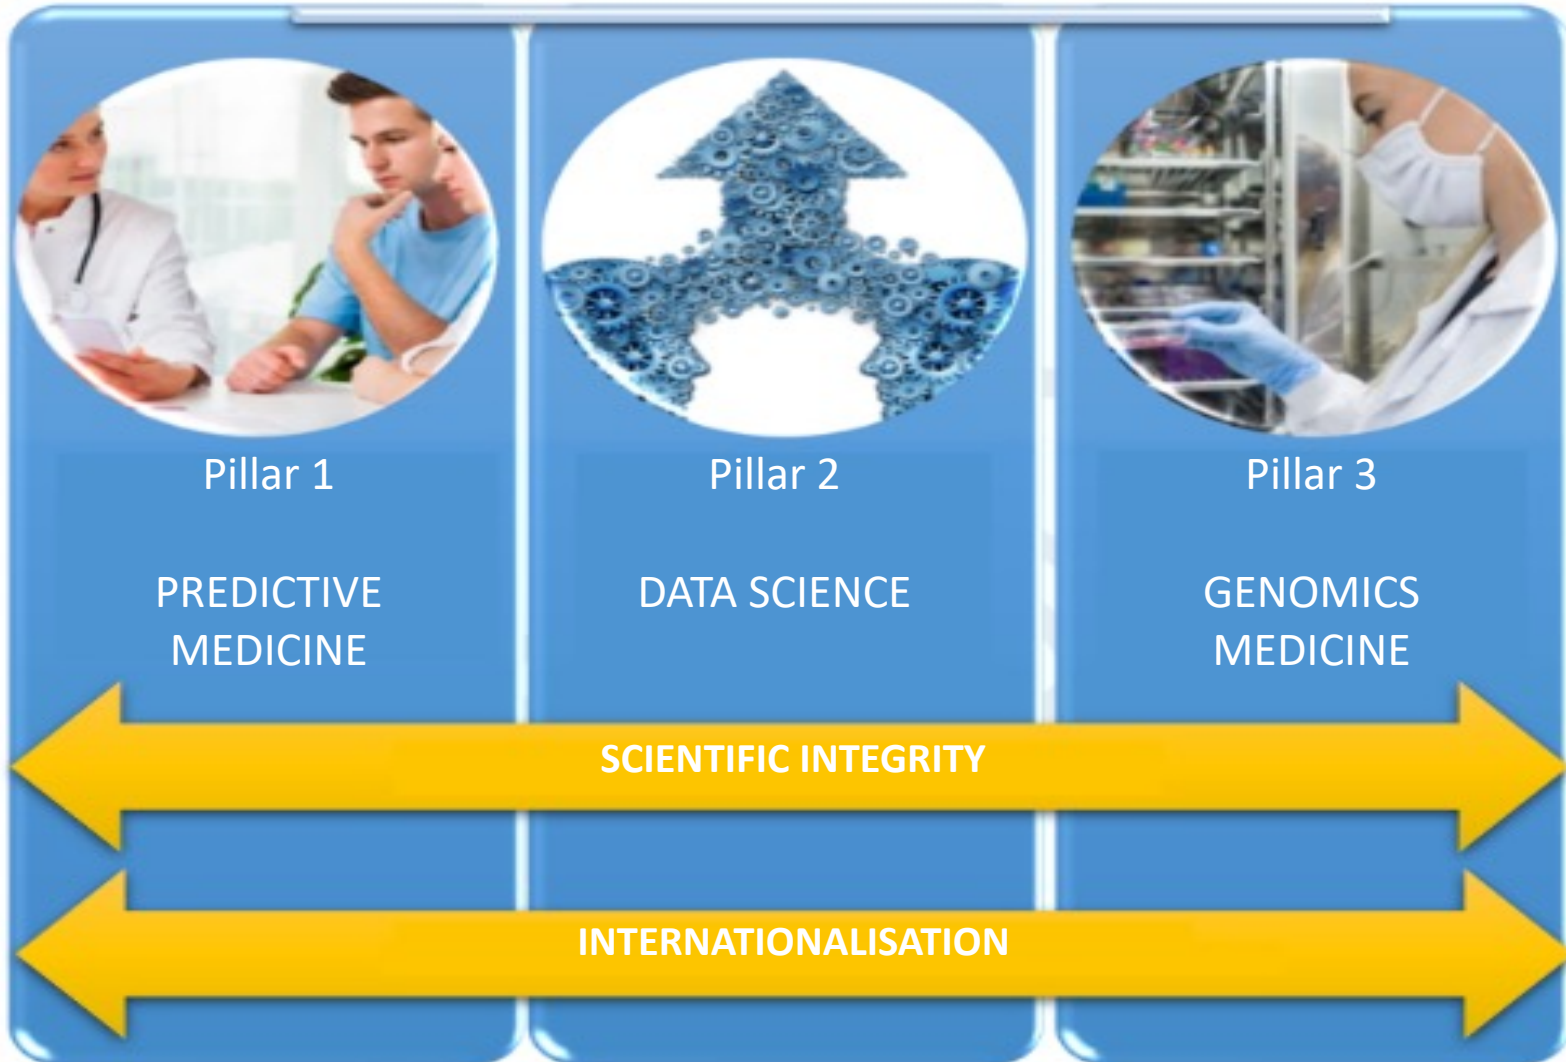 Pillar 1
PREDICTIVE
MEDICINE
Pillar 2
DATA SCIENCE
Pillar 3
GENOMICS
MEDICINE
SCIENTIFIC INTEGRITY
INTERNATIONALISATION